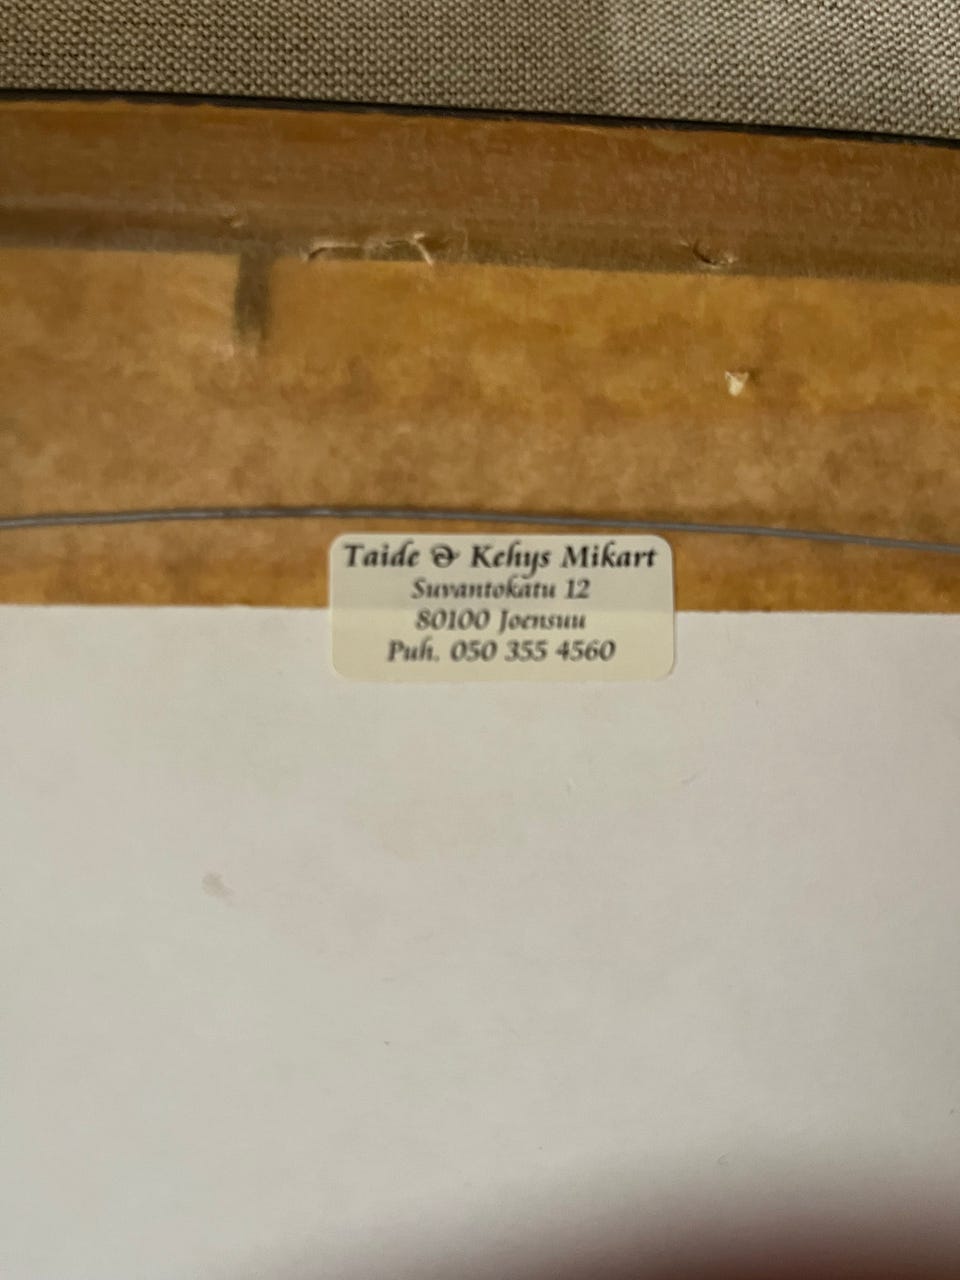 Taide & Kehys Mikart
Suvantokatu 12
80100 Joensuu
Puh. 050 355 4560